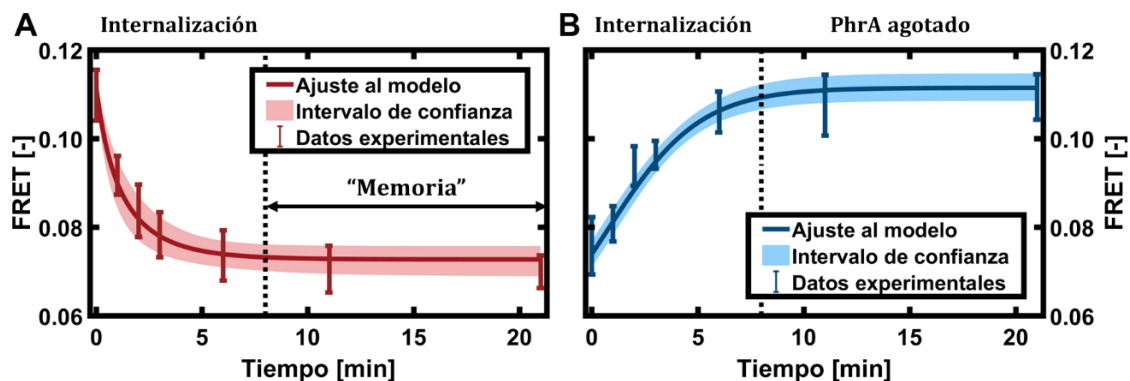 A
Internalización
0.12
0.10
0.08
0.06
FRET [-]
Ajuste al modelo
Intervalo de confianza
Datos experimentales
“Memoria”
0
5
10
15
20
Tiempo [min]
B
Internalización
PhrA agotado
0.12
0.10
0.08
0.06
FRET [-]
Ajuste al modelo
Intervalo de confianza
Datos experimentales
0
5
10
15
20
Tiempo [min]